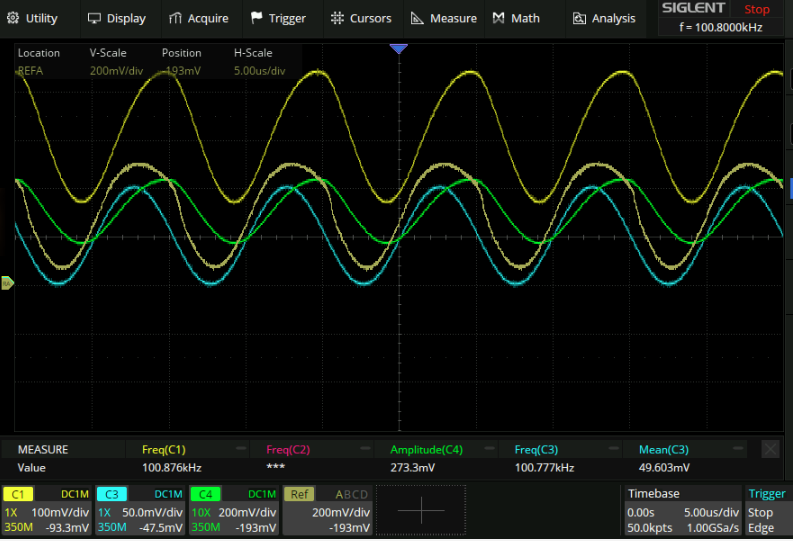 Utility Display Acquire Trigger Cursors Measure Math Analysis SIGLENT Stop
f = 100.8000kHz
Location V-Scale Position H-Scale
REFA 200mV/div -193mV 5.00us/div
MEASURE Freq(C1) Freq(C2) Amplitude(C4) Freq(C3) Mean(C3)
Value 100.876kHz *** 273.3mV 100.777kHz 49.603mV
C1 DC1M C3 DC1M C4 DC1M Ref ABCD Timebase Trigger
1X 100mV/div 1X 50.0mV/div 10X 200mV/div 200mV/div 0.00s 5.00us/div Stop
350M -93.3mV 350M -47.5mV 350M -193mV -193mV 50.0kpts 1.00GSa/s Edge